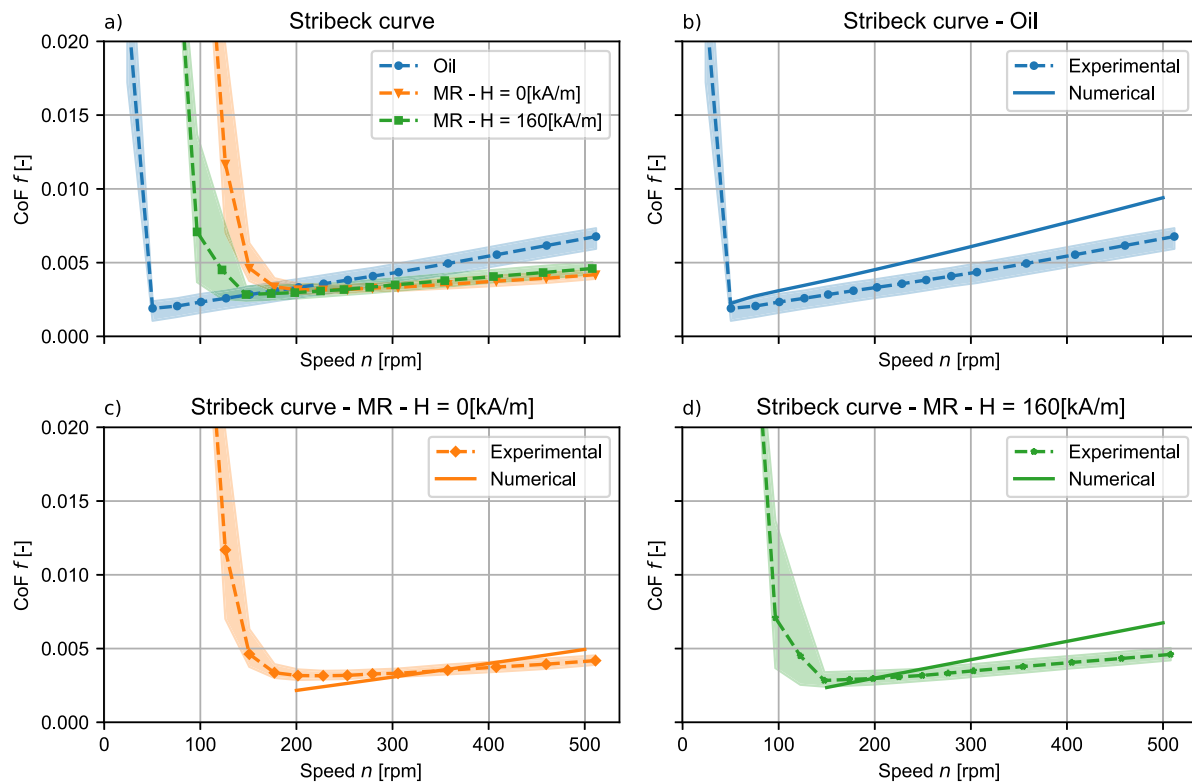 a)
Stribeck curve
0.020
0.015
0.010
0.005
0.000
CoF f [-]
Oil
MR - H = 0[kA/m]
MR - H = 160[kA/m]
Speed n [rpm]
b)
Stribeck curve - Oil
Experimental
Numerical
CoF f [-]
Speed n [rpm]
c)
Stribeck curve - MR - H = 0[kA/m]
0.020
0.015
0.010
0.005
0.000
CoF f [-]
Experimental
Numerical
0 100 200 300 400 500
Speed n [rpm]
d)
Stribeck curve - MR - H = 160[kA/m]
CoF f [-]
Experimental
Numerical
0 100 200 300 400 500
Speed n [rpm]